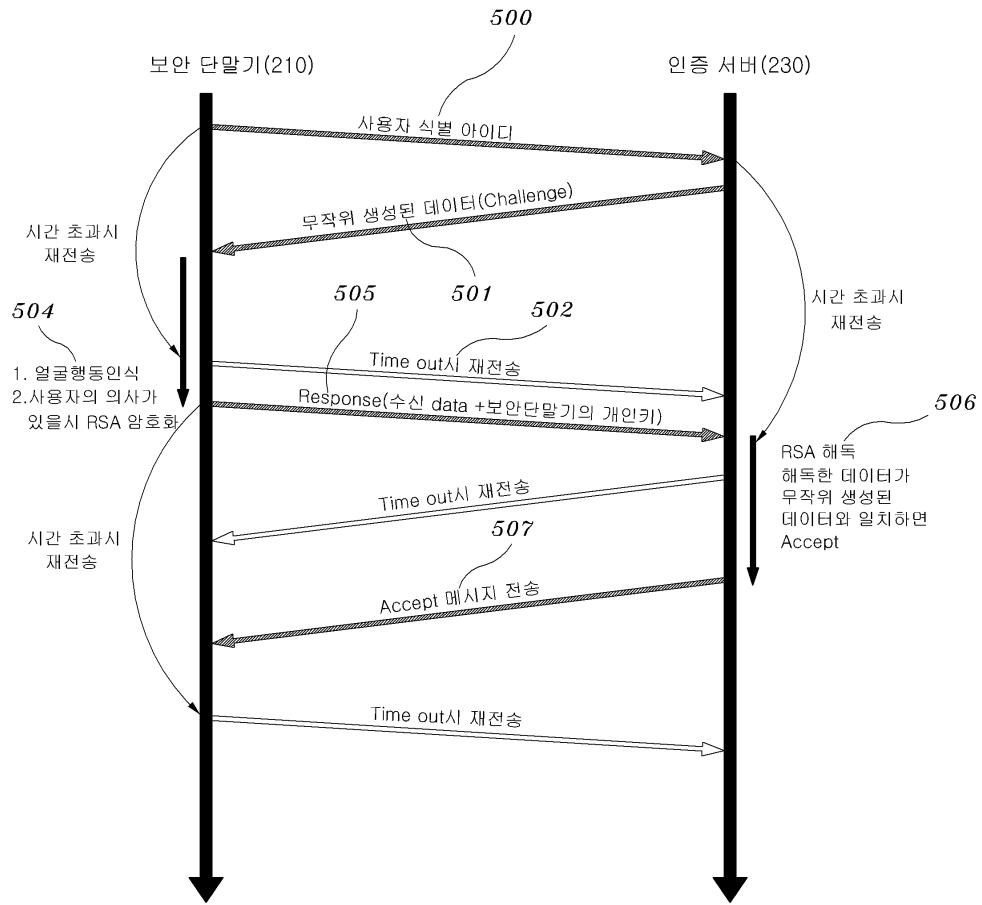 500
보안 단말기(210)
인증 서버(230)
사용자 식별 아이디
무작위 생성된 데이터(Challenge)
시간 초과시
재전송
501
505
502
시간 초과시
재전송
504
Time out시 재전송
1. 얼굴행동인식
2.사용자의 의사가
있을시 RSA 암호화
Response(수신 data +보안단말기의 개인키)
506
RSA 해독
해독한 데이터가
무작위 생성된
데이터와 일치하면
Accept
Time out시 재전송
507
시간 초과시
재전송
Accept 메시지 전송
Time out시 재전송